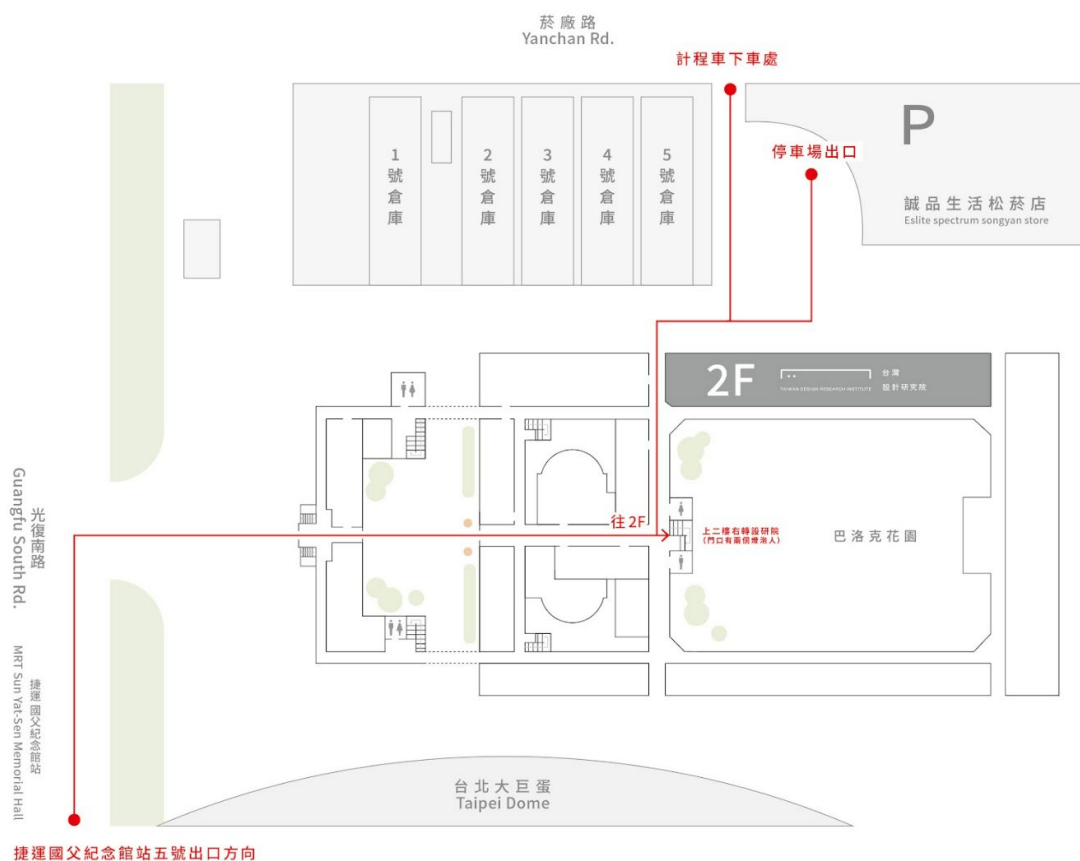 菸廠路
Yanchan Rd.
計程車下車處
P
停車場出口
1號倉庫
2號倉庫
3號倉庫
4號倉庫
5號倉庫
誠品生活松菸店
Eslite spectrum songyan store
2F
TAIWAN DESIGN RESEARCH INSTITUTE
台灣
設計研究院
光復南路
Guangfu South Rd.
往2F
上二樓右轉設研院
(門口有兩個燈泡人)
巴洛克花園
捷運 國父紀念館站
MRT Sun Yat-Sen Memorial Hall
台北大巨蛋
Taipei Dome
捷運國父紀念館站五號出口方向